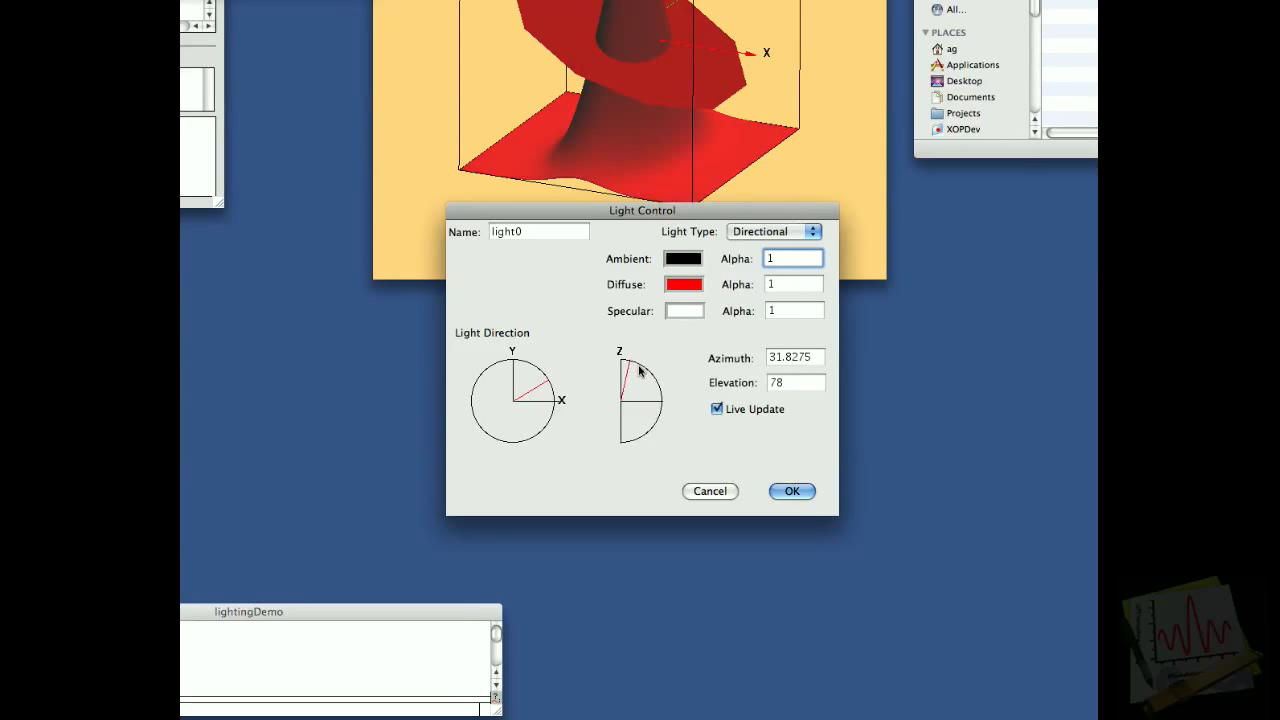 All...
PLACES
ag
Applications
Desktop
Documents
Projects
XOPDev
X
Light Control
Name: light0 Light Type: Directional
Ambient: Alpha: 1
Diffuse: Alpha: 1
Specular: Alpha: 1
Light Direction
Y
X
Z
Azimuth: 31.8275
Elevation: 78
Live Update
Cancel OK
lightingDemo
?